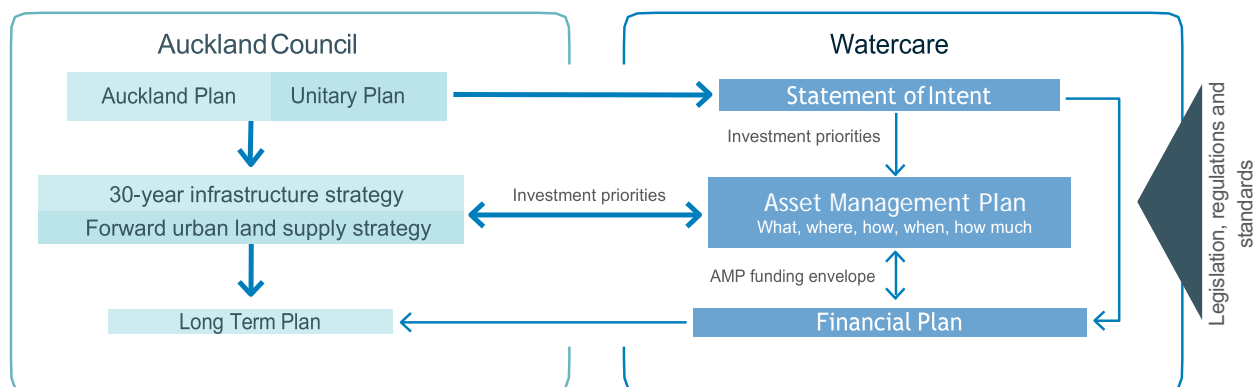 Auckland Council
Auckland Plan
Unitary Plan
30-year infrastructure strategy
Forward urban land supply strategy
Long Term Plan
Investment priorities
Watercare
Statement of Intent
Investment priorities
Asset Management Plan
What, where, how, when, how much
AMP funding envelope
Financial Plan
Legislation, regulations and
standards